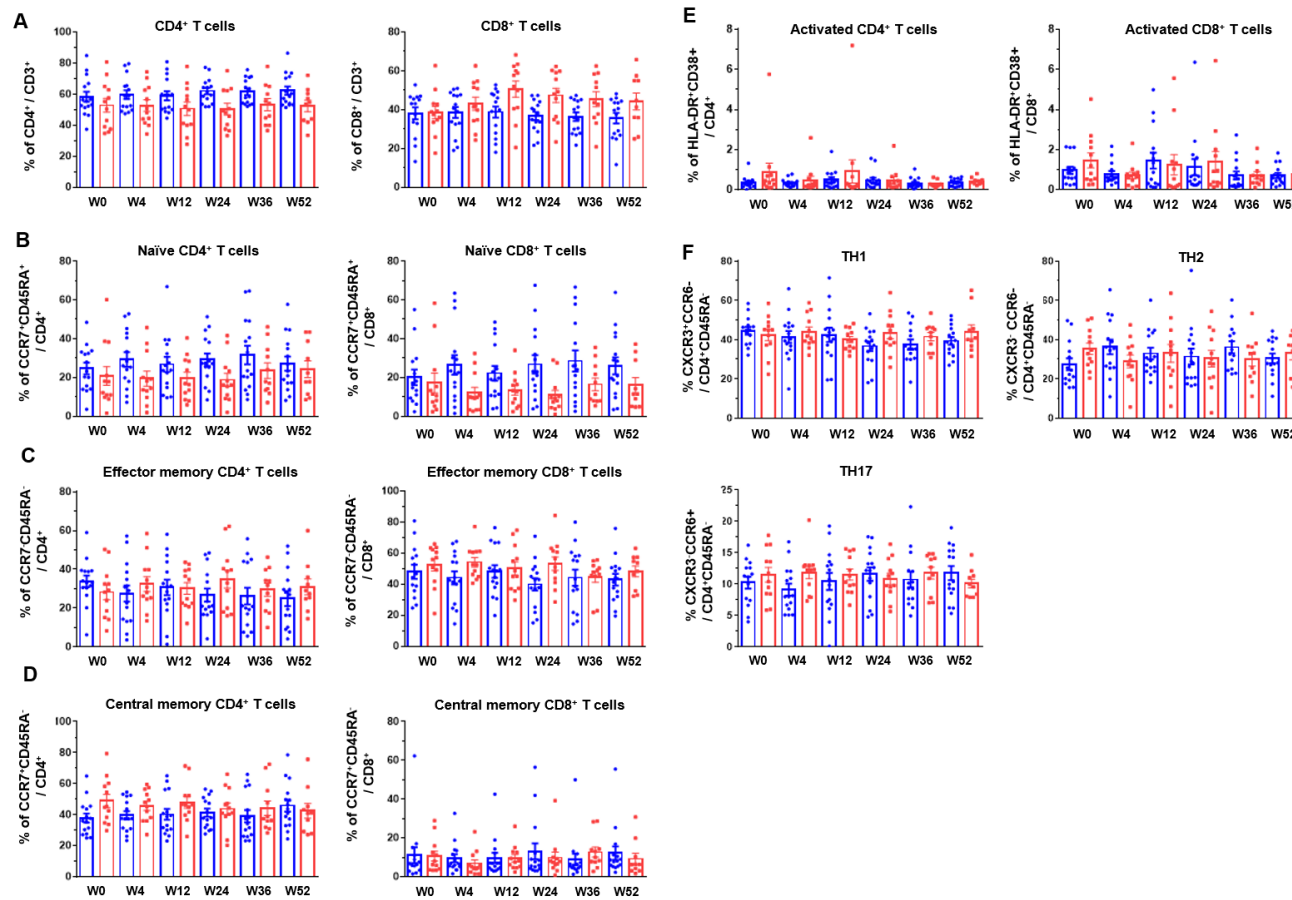 A
CD4⁺ T cells
% of CD4⁺ / CD3⁺
100
80
60
40
20
0
W0 W4 W12 W24 W36 W52
CD8⁺ T cells
% of CD8⁺ / CD3⁺
80
60
40
20
0
W0 W4 W12 W24 W36 W52
B
Naïve CD4⁺ T cells
% of CCR7⁺CD45RA⁺
/ CD4⁺
80
60
40
20
0
W0 W4 W12 W24 W36 W52
Naïve CD8⁺ T cells
% of CCR7⁺CD45RA⁺
/ CD8⁺
80
60
40
20
0
W0 W4 W12 W24 W36 W52
C
Effector memory CD4⁺ T cells
% of CCR7⁻CD45RA⁻
/ CD4⁺
80
60
40
20
0
W0 W4 W12 W24 W36 W52
Effector memory CD8⁺ T cells
% of CCR7⁻CD45RA⁻
/ CD8⁺
100
80
60
40
20
0
W0 W4 W12 W24 W36 W52
D
Central memory CD4⁺ T cells
% of CCR7⁺CD45RA⁻
/ CD4⁺
100
80
60
40
20
0
W0 W4 W12 W24 W36 W52
Central memory CD8⁺ T cells
% of CCR7⁺CD45RA⁻
/ CD8⁺
80
60
40
20
10
0
W0 W4 W12 W24 W36 W52
E
Activated CD4⁺ T cells
% of HLA-DR⁺CD38+
/ CD4⁺
8
6
4
2
0
W0 W4 W12 W24 W36 W52
Activated CD8⁺ T cells
% of HLA-DR⁺CD38+
/ CD8⁺
8
6
4
2
0
W0 W4 W12 W24 W36 W5
F
TH1
% CXCR3⁺CCR6-
/ CD4⁺CD45RA⁻
80
60
40
20
0
W0 W4 W12 W24 W36 W52
TH2
% CXCR3⁻ CCR6-
/ CD4⁺CD45RA⁻
80
60
40
20
0
W0 W4 W12 W24 W36 W52
TH17
% CXCR3⁻CCR6+
/ CD4⁺CD45RA⁻
25
20
15
10
5
0
W0 W4 W12 W24 W36 W52